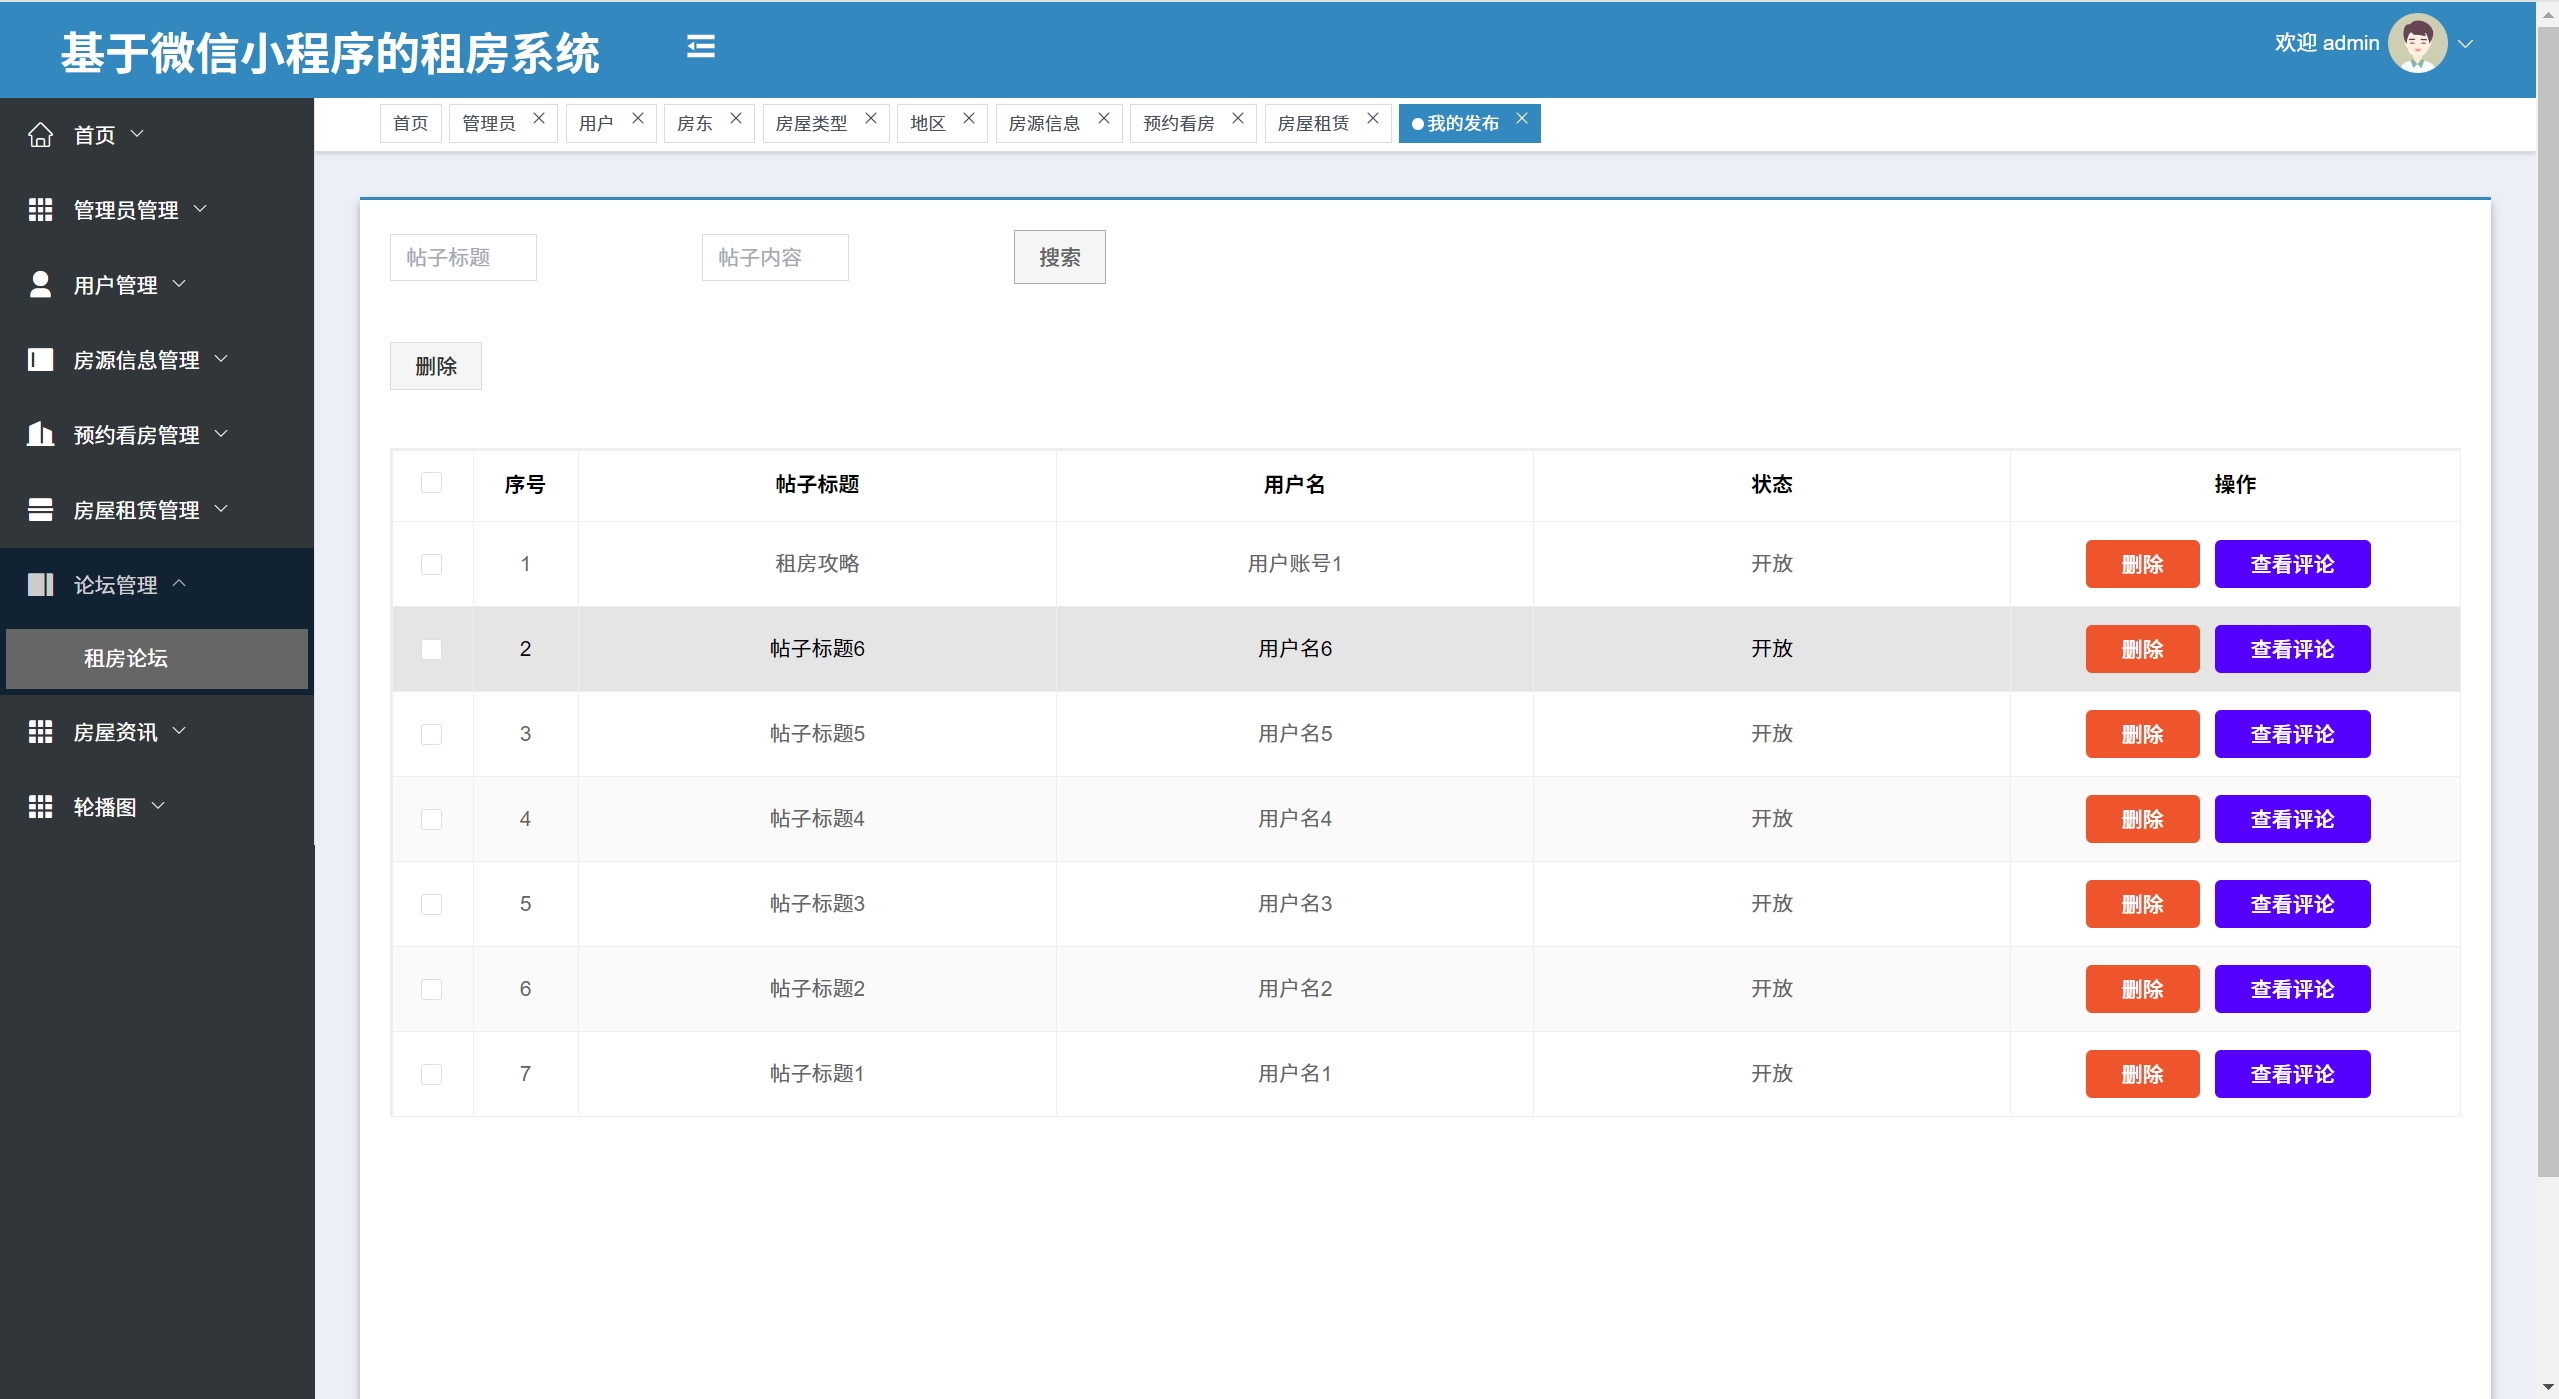 基于微信小程序的租房系统
欢迎 admin
首页 管理员 用户 房东 房屋类型 地区 房源信息 预约看房 房屋租赁 我的发布
首页
管理员管理
用户管理
房源信息管理
预约看房管理
房屋租赁管理
论坛管理
租房论坛
房屋资讯
轮播图
帖子标题 帖子内容 搜索
删除
序号 帖子标题 用户名 状态 操作
1 租房攻略 用户账号1 开放 删除 查看评论
2 帖子标题6 用户名6 开放 删除 查看评论
3 帖子标题5 用户名5 开放 删除 查看评论
4 帖子标题4 用户名4 开放 删除 查看评论
5 帖子标题3 用户名3 开放 删除 查看评论
6 帖子标题2 用户名2 开放 删除 查看评论
7 帖子标题1 用户名1 开放 删除 查看评论